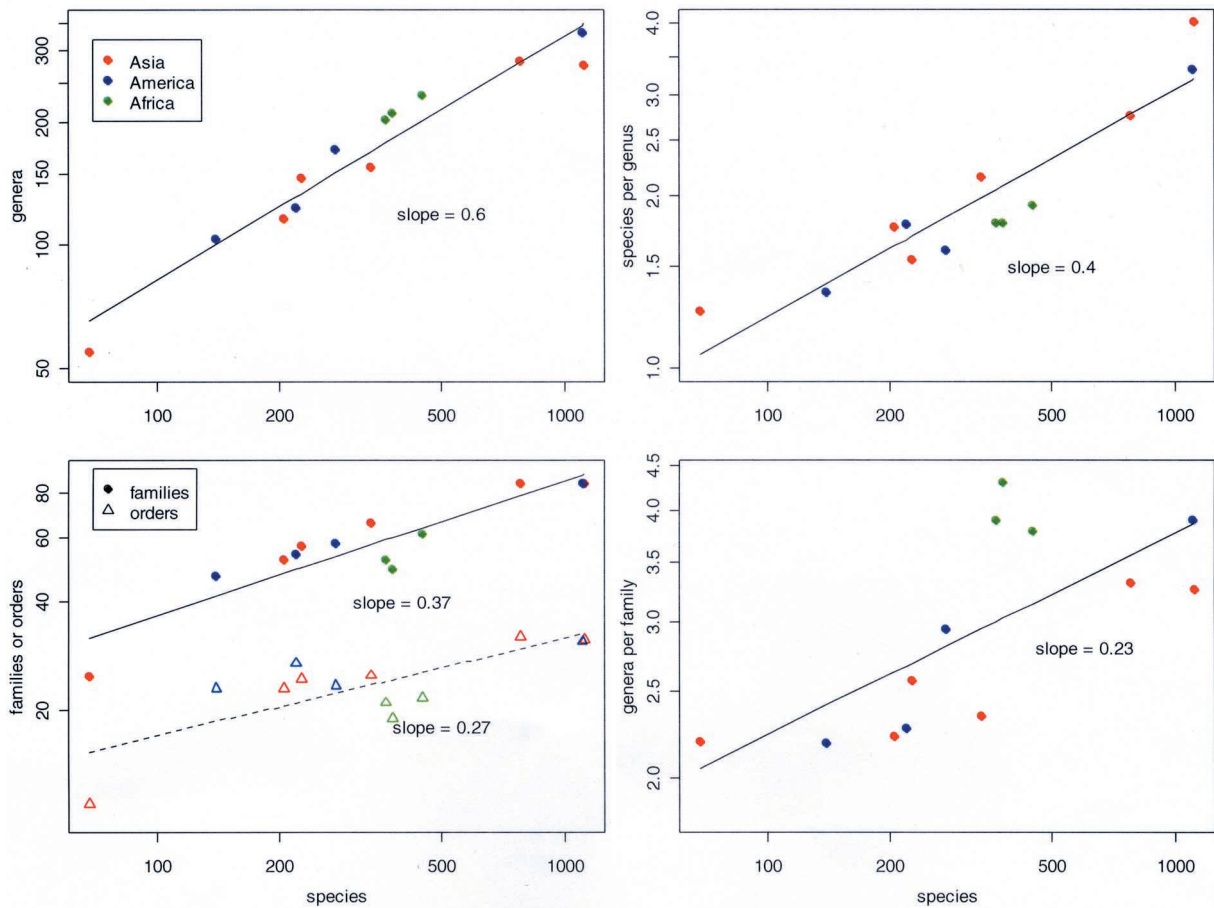 300
200
150
100
50
genera
Asia
America
Africa
slope = 0.6
100 200 500 1000
4.0
3.0
2.5
2.0
1.5
1.0
species per genus
slope = 0.4
100 200 500 1000
80
60
40
20
families or orders
families
orders
slope = 0.37
slope = 0.27
100 200 500 1000
species
4.5
4.0
3.5
3.0
2.5
2.0
genera per family
slope = 0.23
100 200 500 1000
species